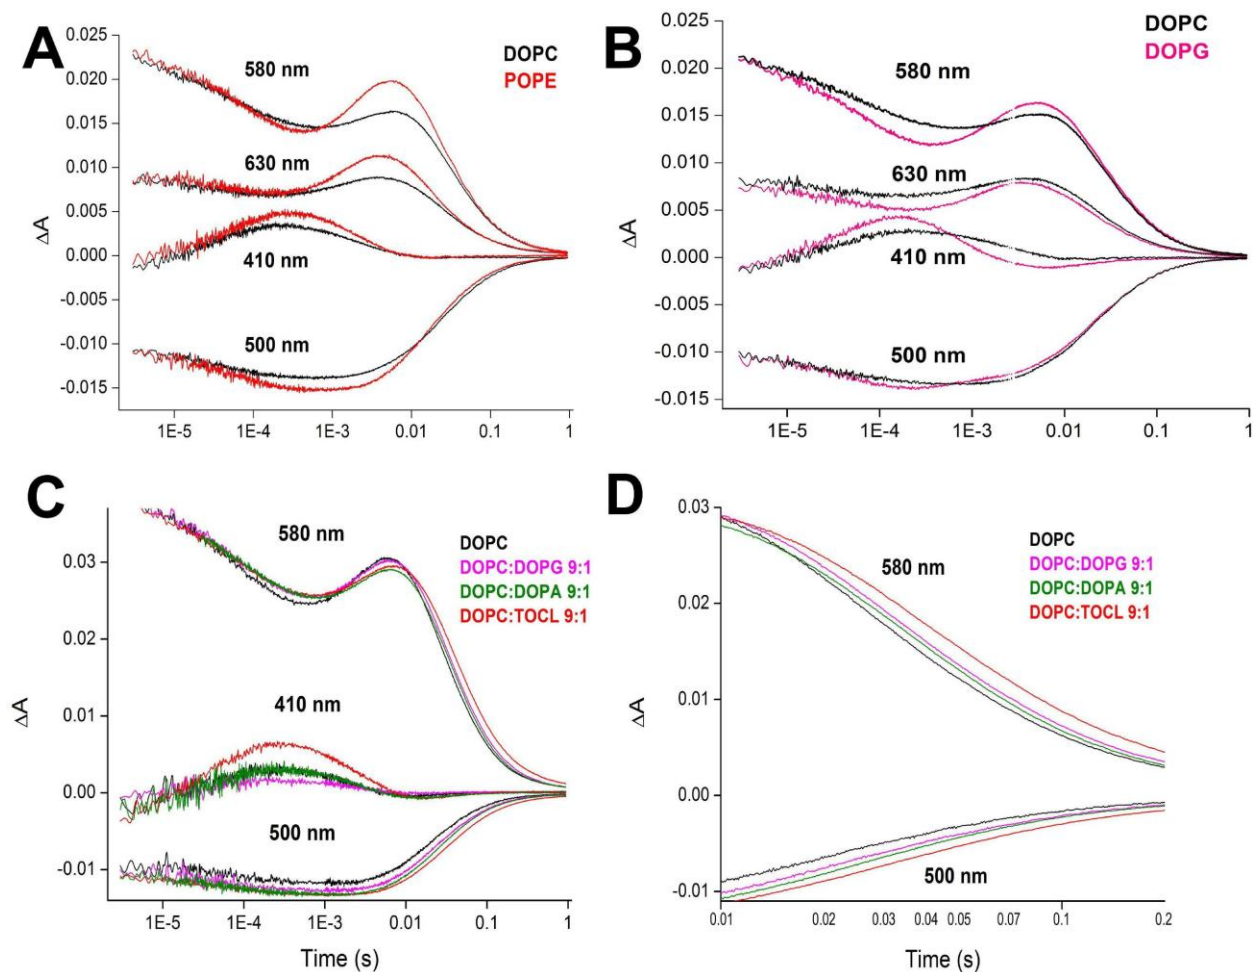 A
DOPC
POPE
580 nm
630 nm
410 nm
500 nm
ΔA
0.025
0.020
0.015
0.010
0.005
0.000
-0.005
-0.010
-0.015
1E-5 1E-4 1E-3 0.01 0.1 1
B
DOPC
DOPG
580 nm
630 nm
410 nm
500 nm
ΔA
0.025
0.020
0.015
0.010
0.005
0.000
-0.005
-0.010
-0.015
1E-5 1E-4 1E-3 0.01 0.1 1
C
580 nm
DOPC
DOPC:DOPG 9:1
DOPC:DOPA 9:1
DOPC:TOCL 9:1
410 nm
500 nm
ΔA
0.03
0.02
0.01
0.00
-0.01
1E-5 1E-4 1E-3 0.01 0.1 1
Time (s)
D
580 nm
DOPC
DOPC:DOPG 9:1
DOPC:DOPA 9:1
DOPC:TOCL 9:1
500 nm
ΔA
0.03
0.02
0.01
0.00
-0.01
0.01 0.02 0.03 0.04 0.05 0.07 0.1 0.2
Time (s)